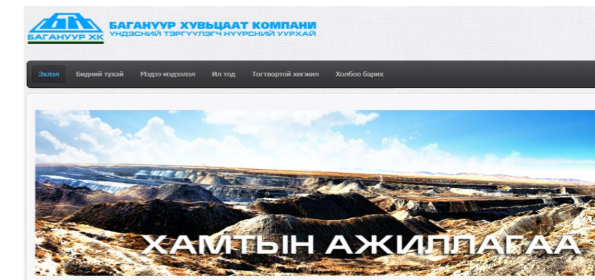 БАГАНУУР ХК
БАГАНУУР ХУВЬЦААТ КОМПАНИ
ҮНДЭСНИЙ ТЭРГҮҮЛЭГЧ НҮҮРСНИЙ УУРХАЙ
Эхлэл Бидний тухай Мэдээ мэдээлэл Ил тод Тогтвортой хөгжил Холбоо барих
ХАМТЫН АЖИЛЛАГАА